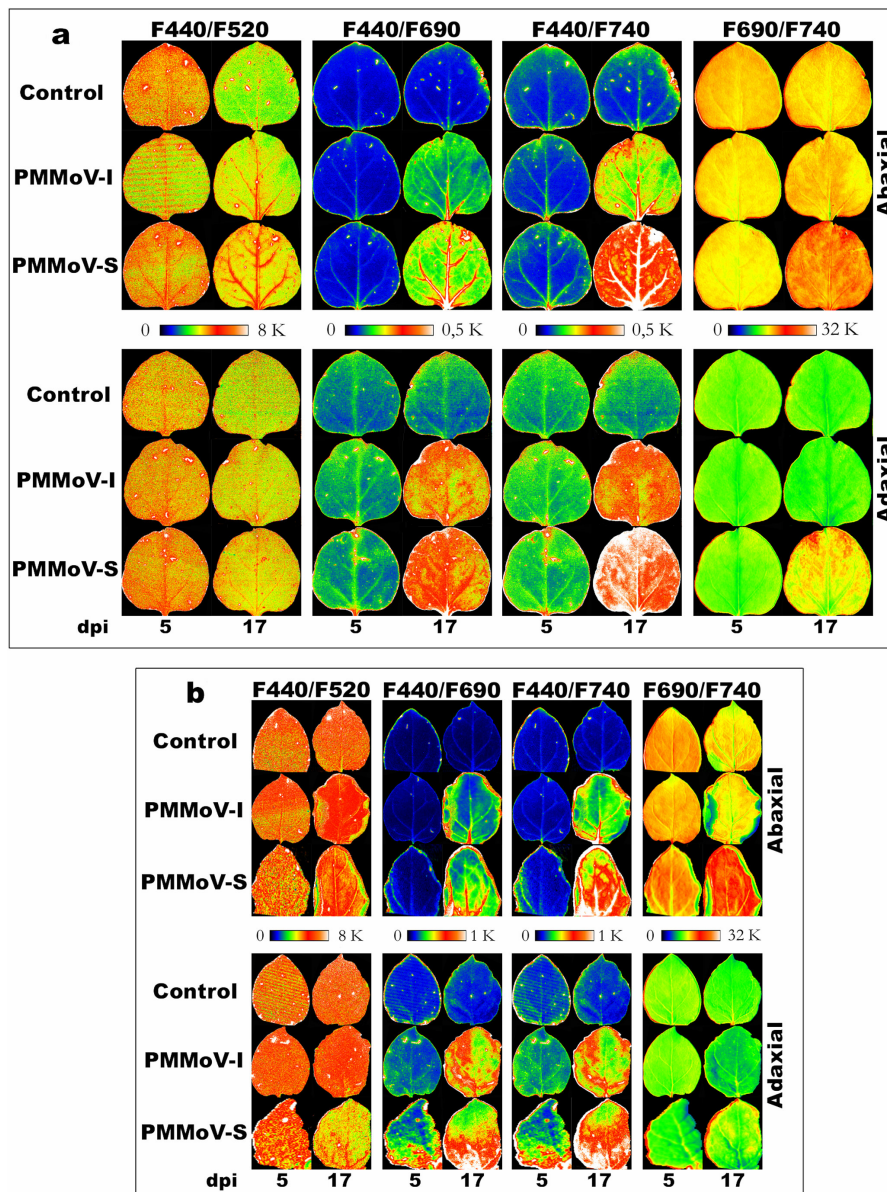 a
F440/F520 F440/F690 F440/F740 F690/F740
Control
PMMoV-I
PMMoV-S
Abaxial
0 8 K 0 0,5 K 0 0,5 K 0 32 K
Control
PMMoV-I
PMMoV-S
Adaxial
dpi 5 17 5 17 5 17 5 17
b
F440/F520 F440/F690 F440/F740 F690/F740
Control
PMMoV-I
PMMoV-S
Abaxial
0 8 K 0 1 K 0 1 K 0 32 K
Control
PMMoV-I
PMMoV-S
Adaxial
dpi 5 17 5 17 5 17 5 17